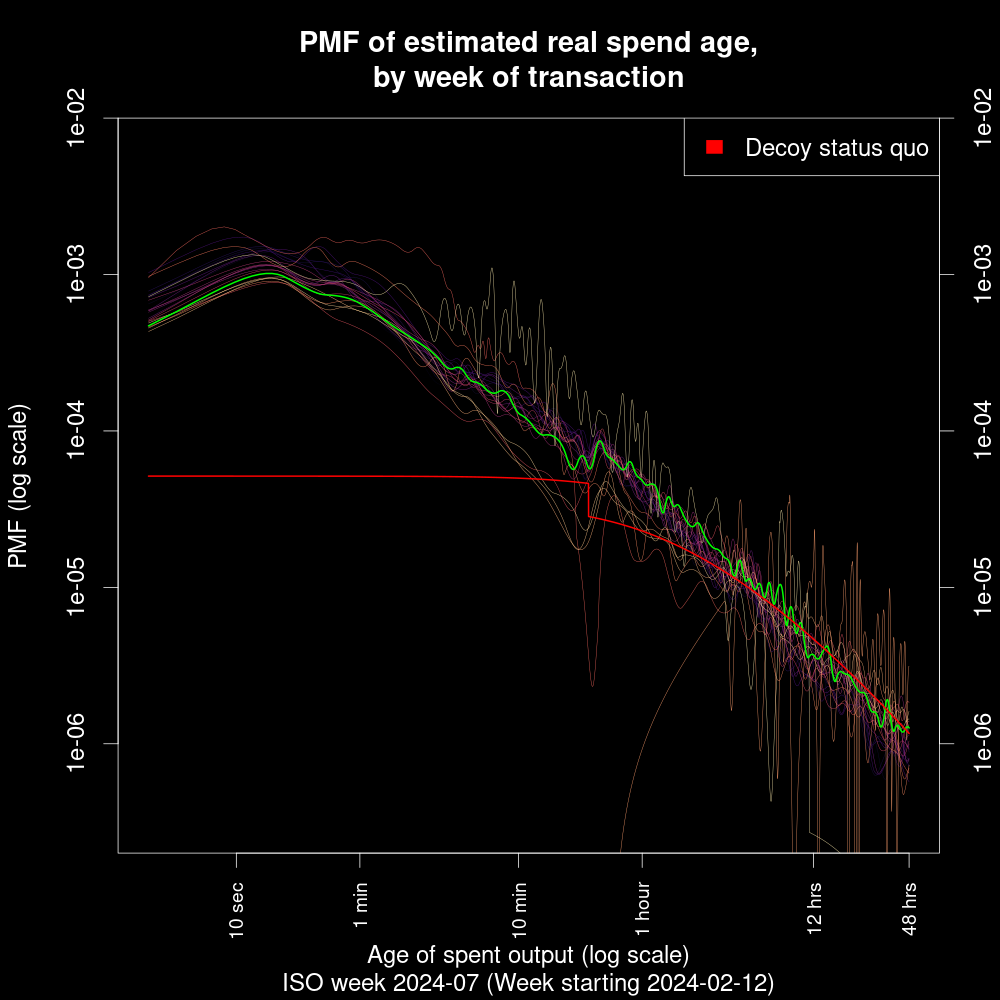 PMF of estimated real spend age,
by week of transaction
Decoy status quo
1e-02
1e-03
1e-04
1e-05
1e-06
PMF (log scale)
1e-02
1e-03
1e-04
1e-05
1e-06
10 sec
1 min
10 min
1 hour
12 hrs
48 hrs
Age of spent output (log scale)
ISO week 2024-07 (Week starting 2024-02-12)